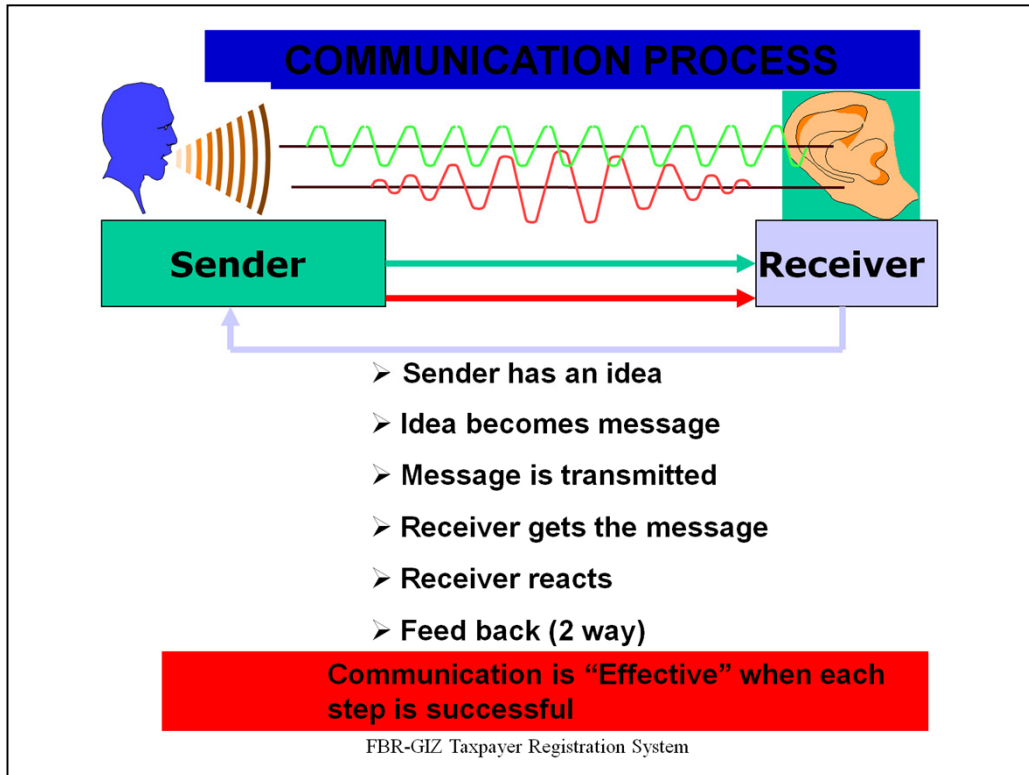 COMMUNICATION PROCESS
Sender
Receiver
➢ Sender has an idea
➢ Idea becomes message
➢ Message is transmitted
➢ Receiver gets the message
➢ Receiver reacts
➢ Feed back (2 way)
Communication is “Effective” when each
step is successful
FBR-GIZ Taxpayer Registration System